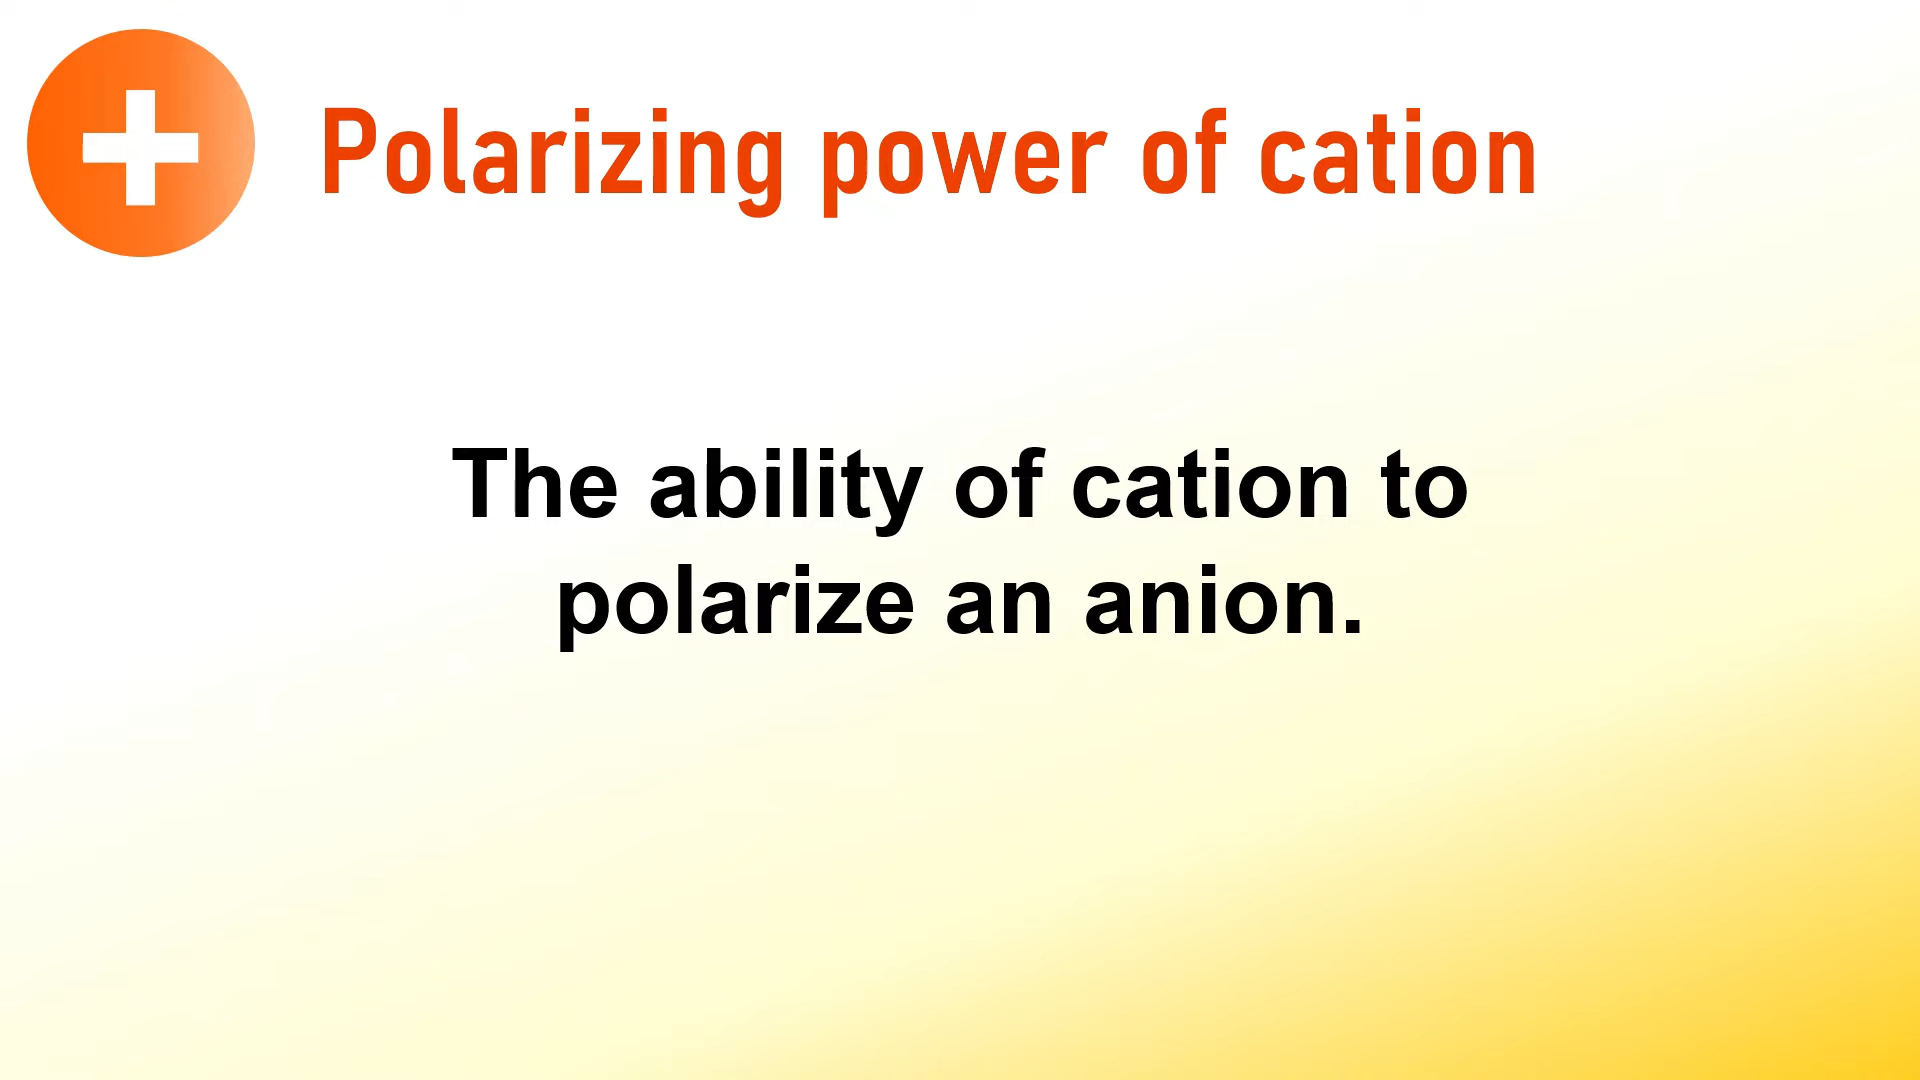 Polarizing power of cation
The ability of cation to
polarize an anion.